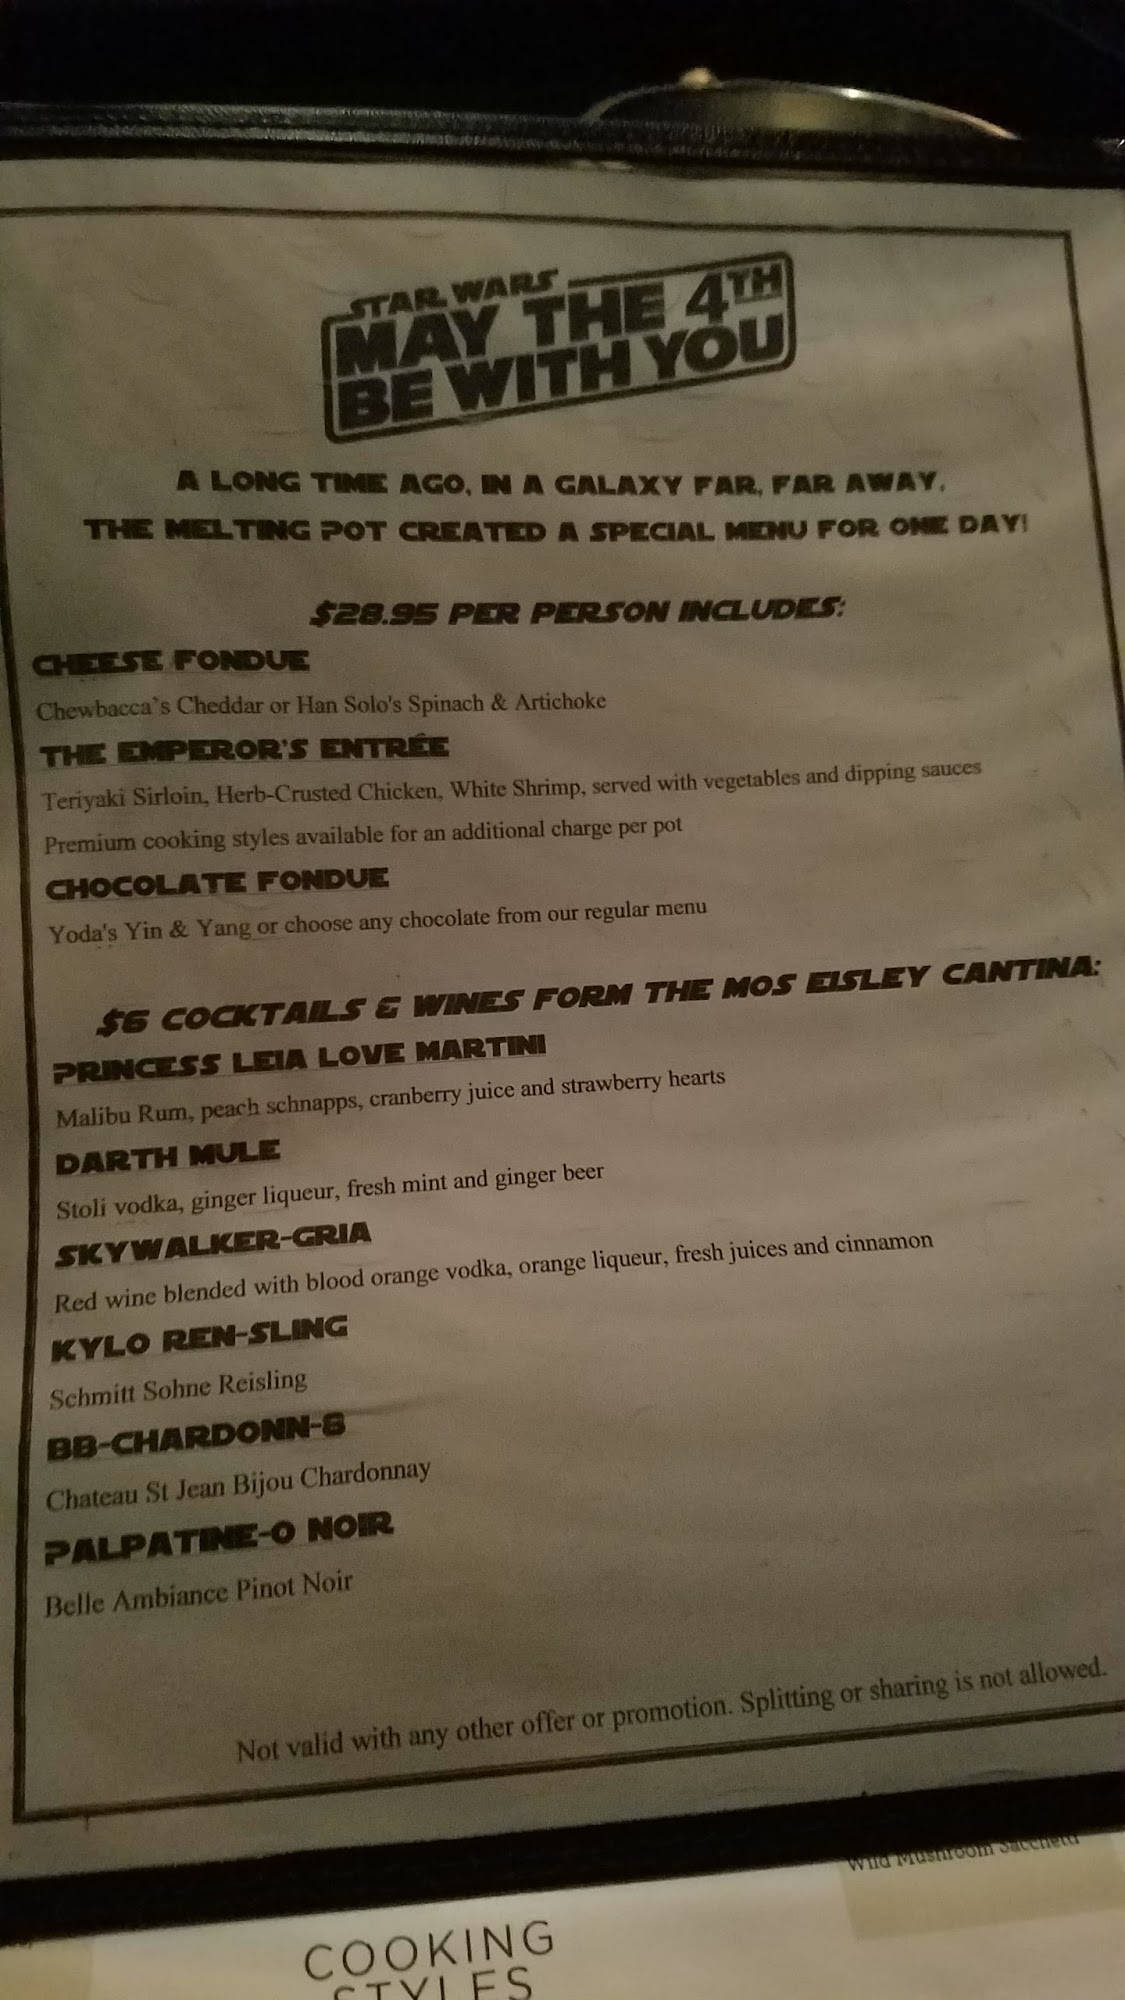 STAR WARS
MAY THE 4TH
BE WITH YOU
A LONG TIME AGO, IN A GALAXY FAR, FAR AWAY,
THE MELTING POT CREATED A SPECIAL MENU FOR ONE DAY!
$28.95 PER PERSON INCLUDES:
CHEESE FONDUE
Chewbacca's Cheddar or Han Solo's Spinach & Artichoke
THE EMPEROR'S ENTRÉE
Teriyaki Sirloin, Herb-Crusted Chicken, White Shrimp, served with vegetables and dipping sauces
Premium cooking styles available for an additional charge per pot
CHOCOLATE FONDUE
Yoda's Yin & Yang or choose any chocolate from our regular menu
$6 COCKTAILS & WINES FORM THE MOS EISLEY CANTINA:
PRINCESS LEIA LOVE MARTINI
Malibu Rum, peach schnapps, cranberry juice and strawberry hearts
DARTH MULE
Stoli vodka, ginger liqueur, fresh mint and ginger beer
SKYWALKER-GRIA
Red wine blended with blood orange vodka, orange liqueur, fresh juices and cinnamon
KYLO REN-SLING
Schmitt Sohne Reisling
BB-CHARDONN-8
Chateau St Jean Bijou Chardonnay
PALPATINE-O NOIR
Belle Ambiance Pinot Noir
Not valid with any other offer or promotion. Splitting or sharing is not allowed.
Wild Mushroom Sacchetti
COOKING
STYLES